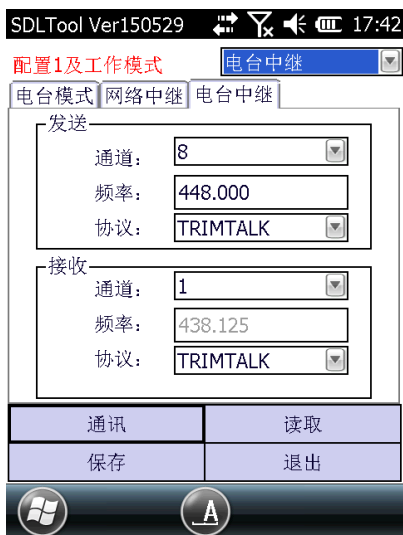 SDLTool Ver150529 17:42
配置1及工作模式 电台中继
电台模式 网络中继 电台中继
发送
通道： 8
频率： 448.000
协议： TRIMTALK
接收
通道： 1
频率： 438.125
协议： TRIMTALK
通讯 读取
保存 退出
A